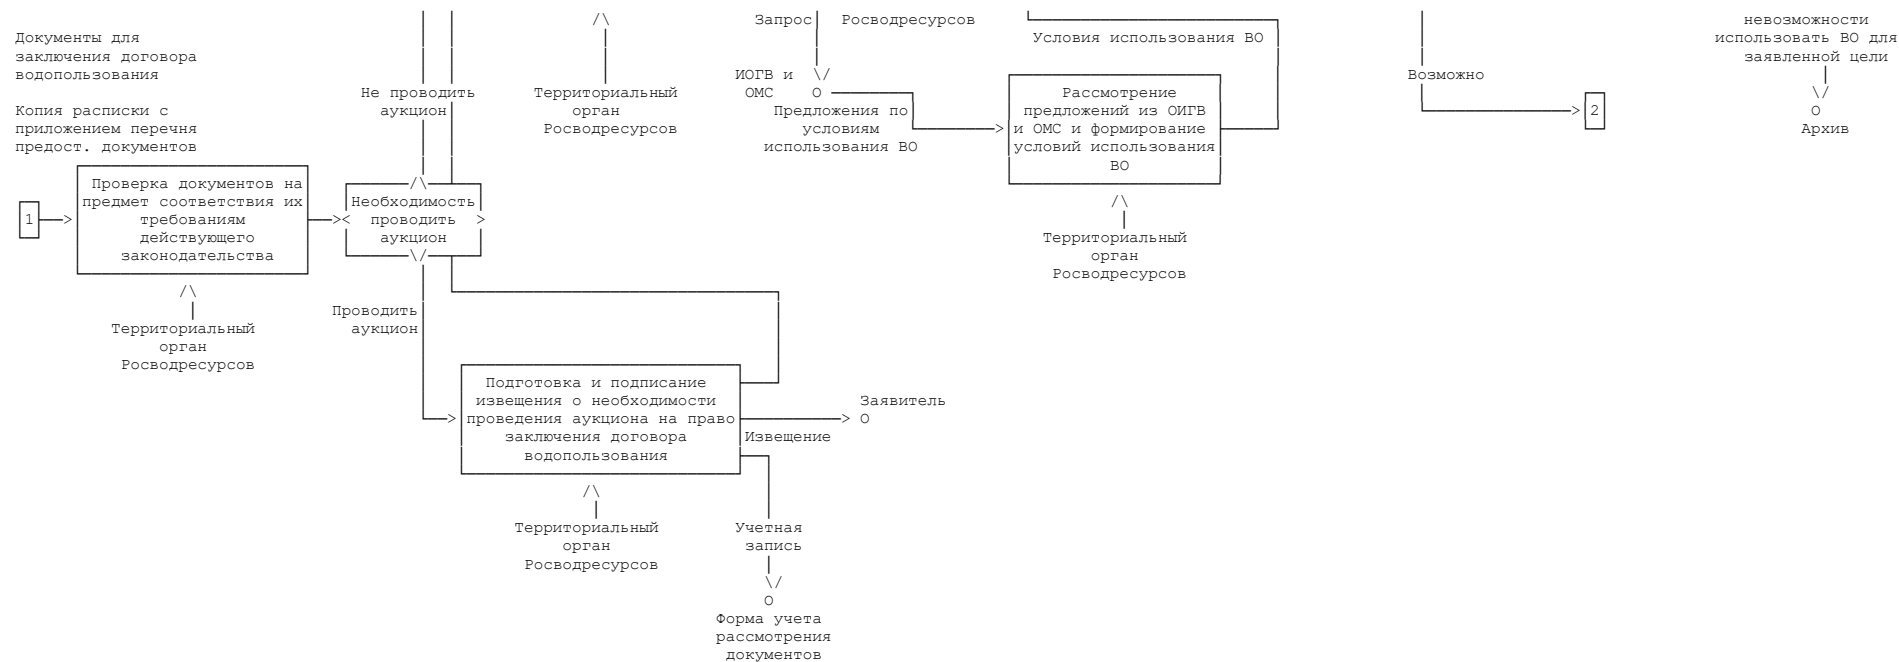 Запрос Росводресурсов
невозможности
использовать ВО для
заявленной цели
Документы для
заключения договора
водопользования
Условия использования ВО
ИОГВ и
ОМС O
Возможно
Не проводить
аукцион
Территориальный
орган
Росводресурсов
Предложения по
условиям
использования ВО
Рассмотрение
предложений из ОИГВ
и ОМС и формирование
условий использования
ВО
2
O
Архив
Копия расписки с
приложением перечня
предост. документов
1
Проверка документов на
предмет соответствия их
требованиям
действующего
законодательства
Необходимость
проводить
аукцион
Территориальный
орган
Росводресурсов
Территориальный
орган
Росводресурсов
Проводить
аукцион
Подготовка и подписание
извещения о необходимости
проведения аукциона на право
заключения договора
водопользования
Заявитель
O
Извещение
Территориальный
орган
Росводресурсов
Учетная
запись
O
Форма учета
рассмотрения
документов